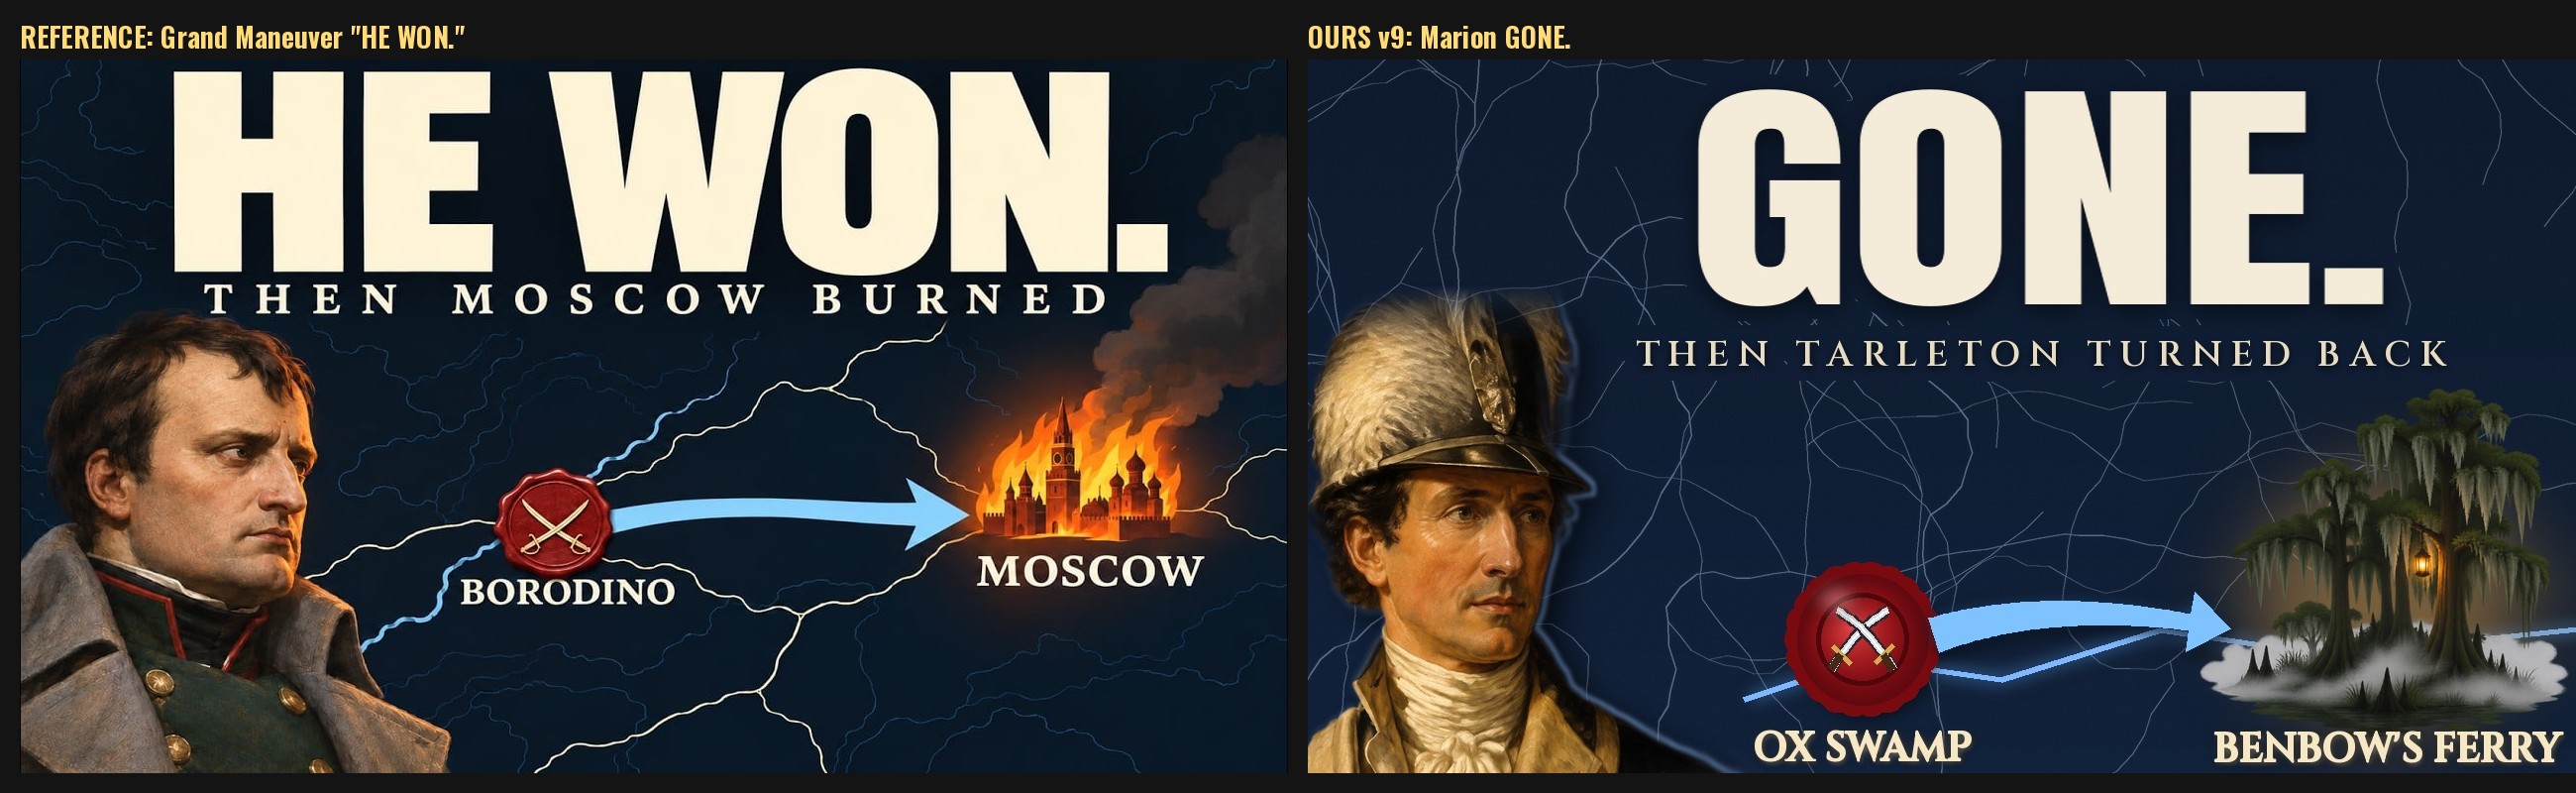 REFERENCE: Grand Maneuver "HE WON."
HE WON.
THEN MOSCOW BURNED
BORODINO
MOSCOW
OURS v9: Marion GONE.
GONE.
THEN TARLETON TURNED BACK
OX SWAMP
BENBOW'S FERRY